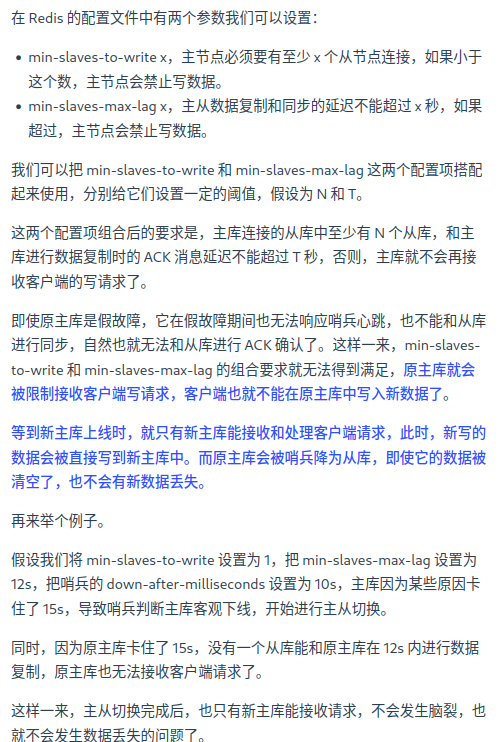 在 Redis 的配置文件中有两个参数我们可以设置：
• min-slaves-to-write x，主节点必须要有至少 x 个从节点连接，如果小于
这个数，主节点会禁止写数据。
• min-slaves-max-lag x，主从数据复制和同步的延迟不能超过 x 秒，如果
超过，主节点会禁止写数据。
我们可以把 min-slaves-to-write 和 min-slaves-max-lag 这两个配置项搭配
起来使用，分别给它们设置一定的阈值，假设为 N 和 T。
这两个配置项组合后的要求是，主库连接的从库中至少有 N 个从库，和主
库进行数据复制时的 ACK 消息延迟不能超过 T 秒，否则，主库就不会再接
收客户端的写请求了。
即使原主库是假故障，它在假故障期间也无法响应哨兵心跳，也不能和从库
进行同步，自然也就无法和从库进行 ACK 确认了。这样一来，min-slaves-
to-write 和 min-slaves-max-lag 的组合要求就无法得到满足，原主库就会
被限制接收客户端写请求，客户端也就不能在原主库中写入新数据了。
等到新主库上线时，就只有新主库能接收和处理客户端请求，此时，新写的
数据会被直接写到新主库中。而原主库会被哨兵降为从库，即使它的数据被
清空了，也不会有新数据丢失。
再来举个例子。
假设我们将 min-slaves-to-write 设置为 1，把 min-slaves-max-lag 设置为
12s，把哨兵的 down-after-milliseconds 设置为 10s，主库因为某些原因卡
住了 15s，导致哨兵判断主库客观下线，开始进行主从切换。
同时，因为原主库卡住了 15s，没有一个从库能和原主库在 12s 内进行数据
复制，原主库也无法接收客户端请求了。
这样一来，主从切换完成后，也只有新主库能接收请求，不会发生脑裂，也
就不会发生数据丢失的问题了。